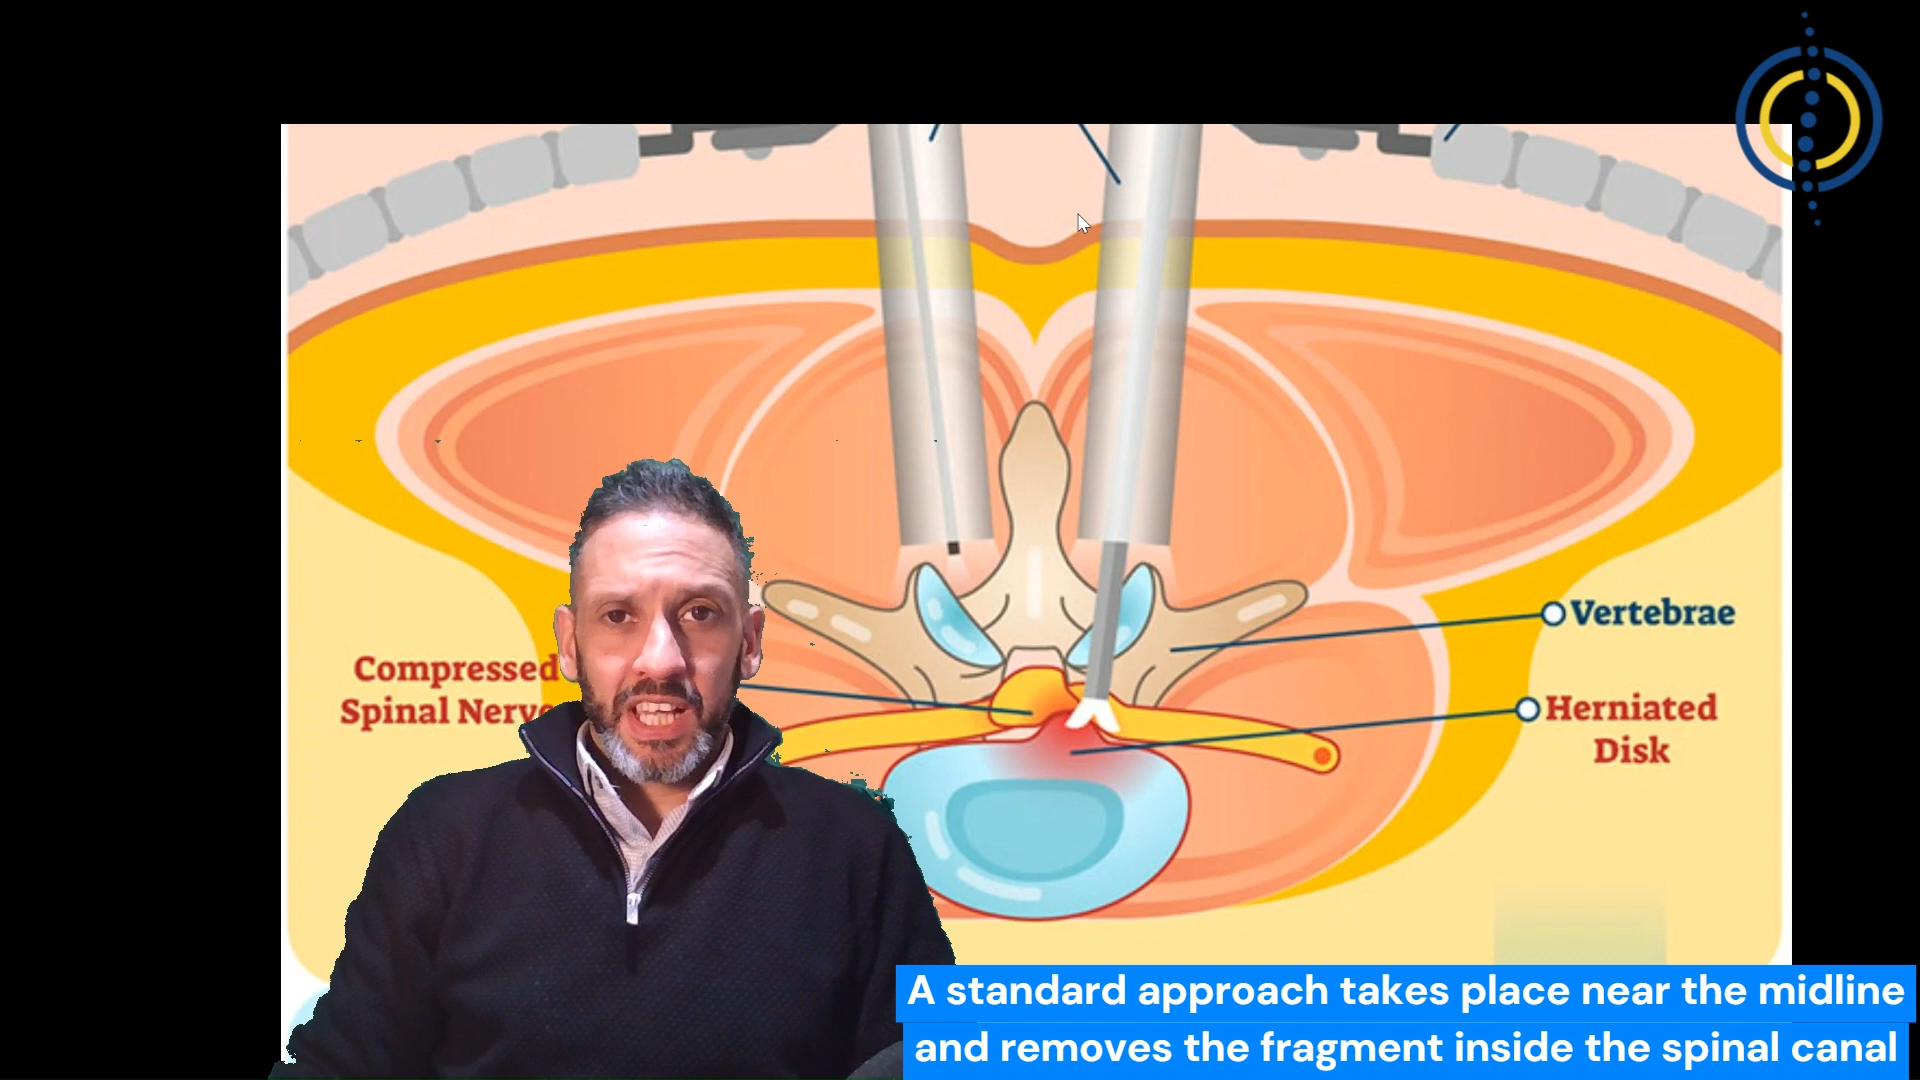 Compressed
Spinal Nerve
Vertebrae
Herniated
Disk
A standard approach takes place near the midline
and removes the fragment inside the spinal canal